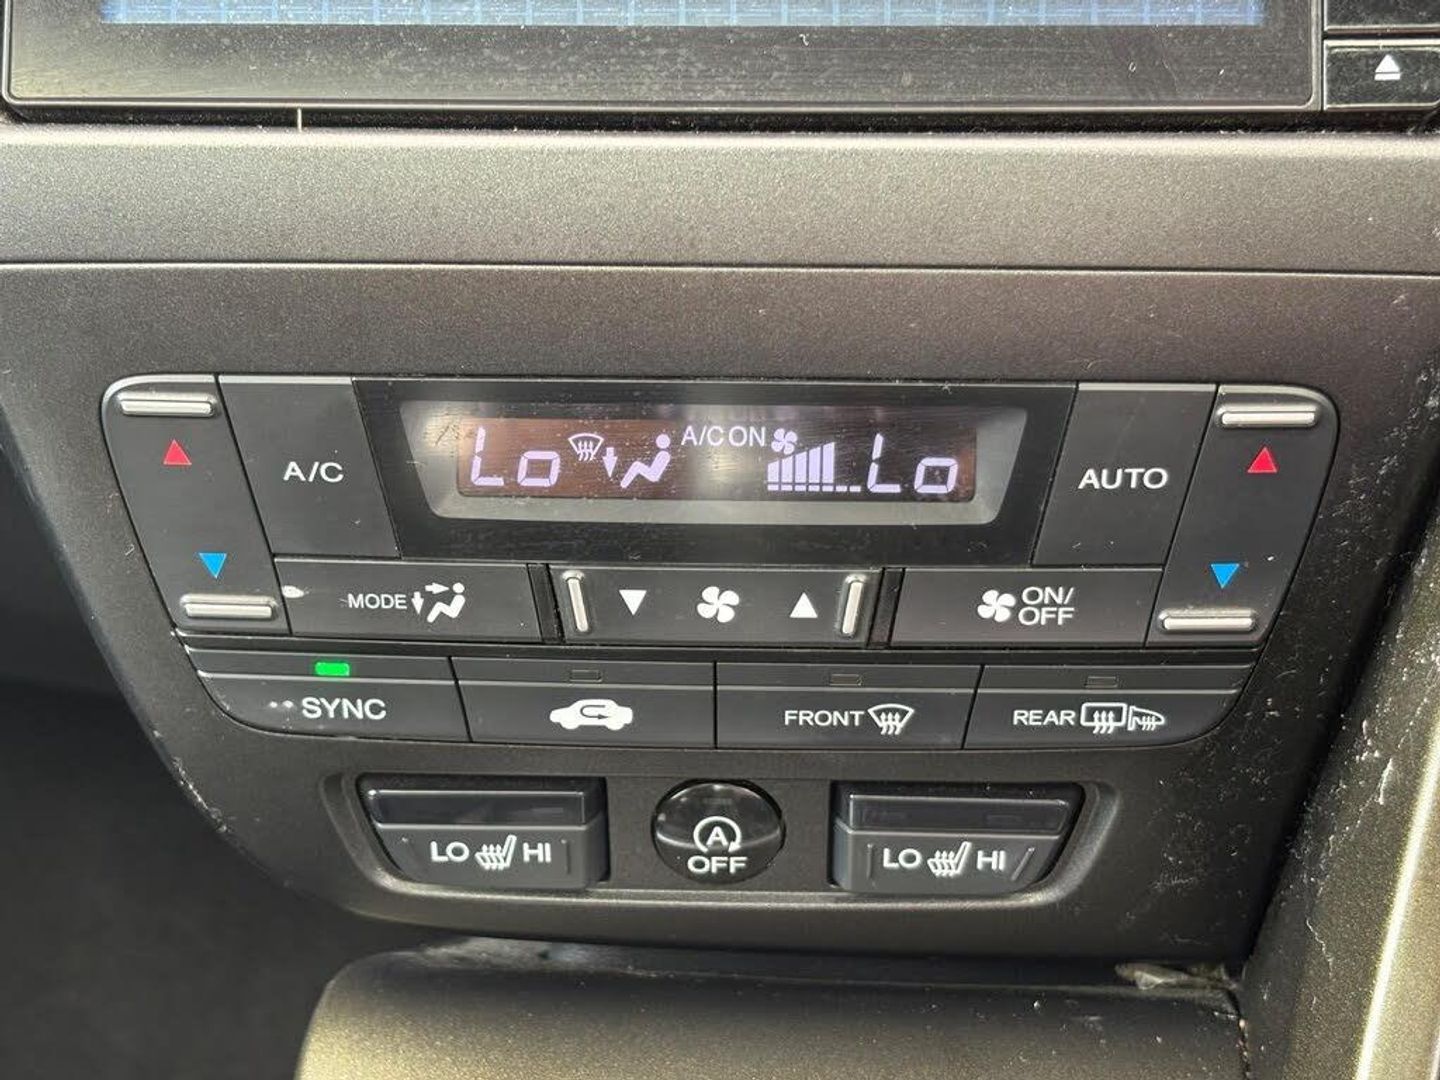 Lo A/C ON Lo
A/C
AUTO
MODE
ON/
OFF
SYNC
FRONT
REAR
LO HI
A
OFF
LO HI